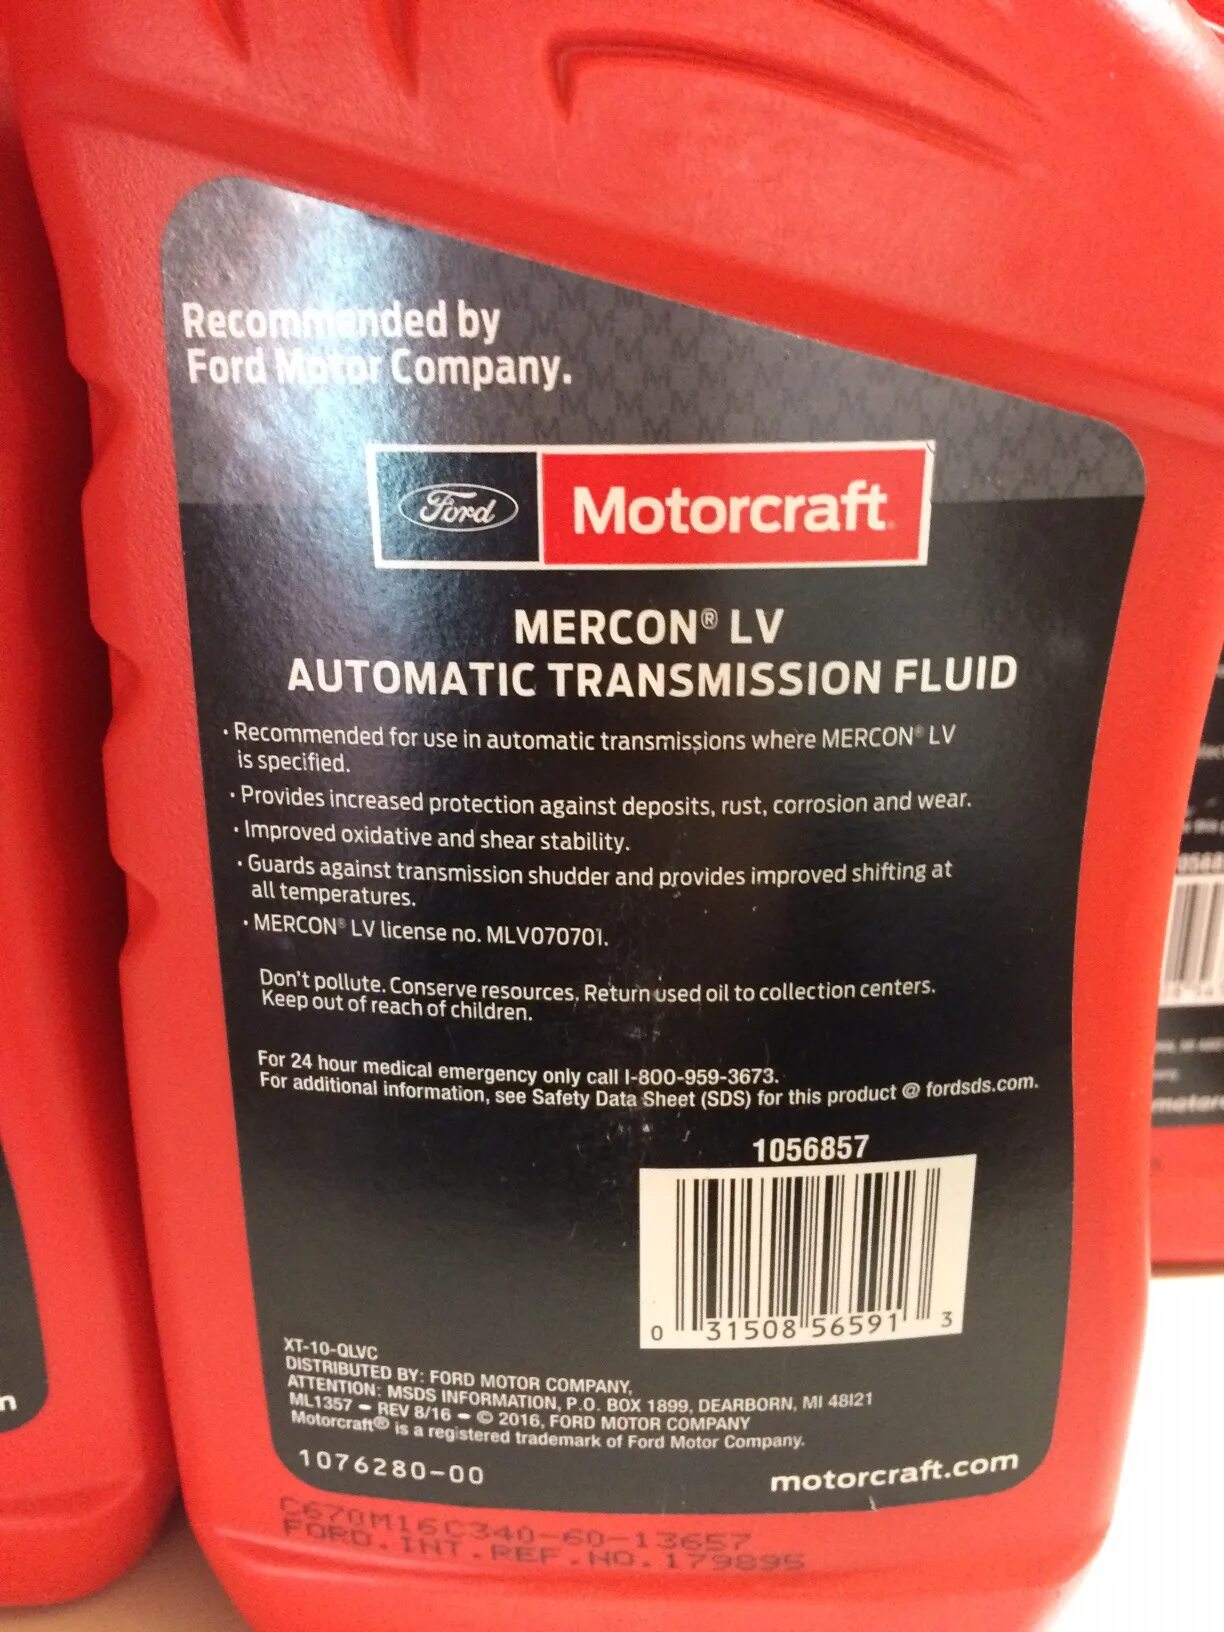 Recommended by
Ford Motor Company.
Ford Motorcraft
MERCON® LV
AUTOMATIC TRANSMISSION FLUID
· Recommended for use in automatic transmissions where MERCON® LV
is specified.
· Provides increased protection against deposits, rust, corrosion and wear.
· Improved oxidative and shear stability.
· Guards against transmission shudder and provides improved shifting at
all temperatures.
· MERCON® LV license no. MLV070701.
Don't pollute. Conserve resources, Return used oil to collection centers.
Keep out of reach of children.
For 24 hour medical emergency only call 1-800-959-3673.
For additional information, see Safety Data Sheet (SDS) for this product @ fordsds.com.
1056857
0 31508 56591 3
XT-10-QLVC
DISTRIBUTED BY: FORD MOTOR COMPANY,
ATTENTION: MSDS INFORMATION, P.O. BOX 1899, DEARBORN, MI 48121
ML1357 – REV 8/16 – © 2016, FORD MOTOR COMPANY
Motorcraft® is a registered trademark of Ford Motor Company.
1076280-00
motorcraft.com
C670M16C340-60-13657
FORD.INT.REF.NO.179895